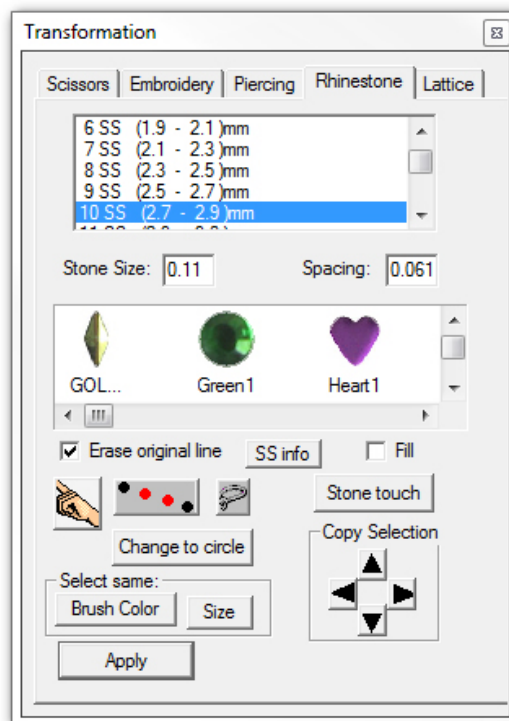 Transformation
Scissors Embroidery Piercing Rhinestone Lattice
6 SS (1.9 - 2.1 )mm
7 SS (2.1 - 2.3 )mm
8 SS (2.3 - 2.5 )mm
9 SS (2.5 - 2.7 )mm
10 SS (2.7 - 2.9 )mm
Stone Size: 0.11 Spacing: 0.061
GOL... Green1 Heart1
Erase original line SS info Fill
Stone touch
Change to circle Copy Selection
Select same:
Brush Color Size
Apply